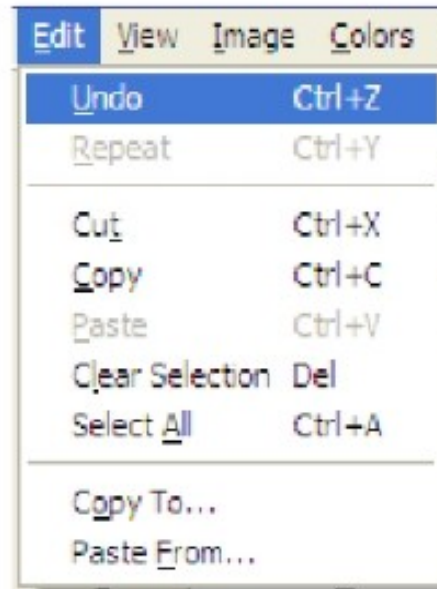 Edit View Image Colors
Undo Ctrl+Z
Repeat Ctrl+Y
Cut Ctrl+X
Copy Ctrl+C
Paste Ctrl+V
Clear Selection Del
Select All Ctrl+A
Copy To...
Paste From...